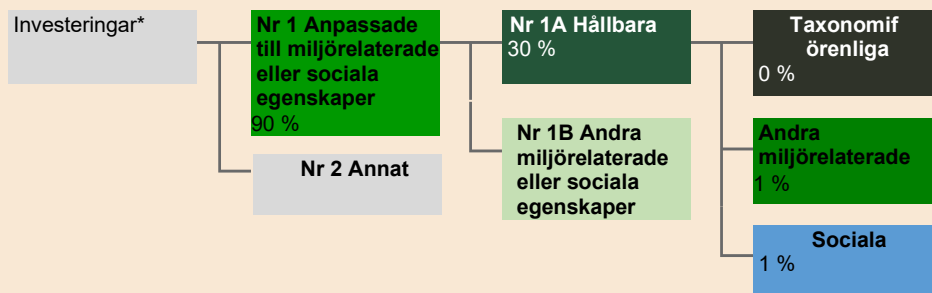 Investeringar*
Nr 1 Anpassade
till miljörelaterade
eller sociala
egenskaper
90 %
Nr 2 Annat
Nr 1A Hållbara
30 %
Nr 1B Andra
miljörelaterade
eller sociala
egenskaper
Taxonomif
örenliga
0 %
Andra
miljörelaterade
1 %
Sociala
1 %